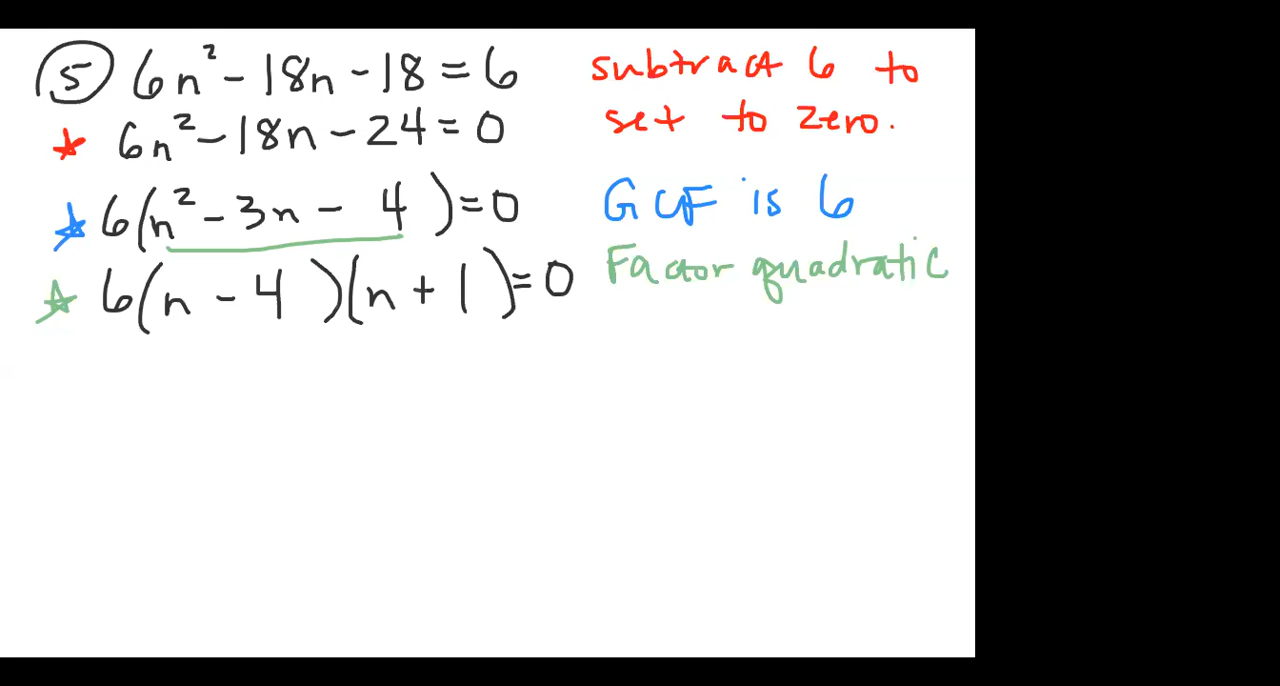 ⑤ 6n² - 18n - 18 = 6 subtract 6 to
★ 6n² - 18n - 24 = 0 set to zero.
★ 6(n² - 3n - 4) = 0 GCF is 6
★ 6(n - 4)(n + 1) = 0 Factor quadratic